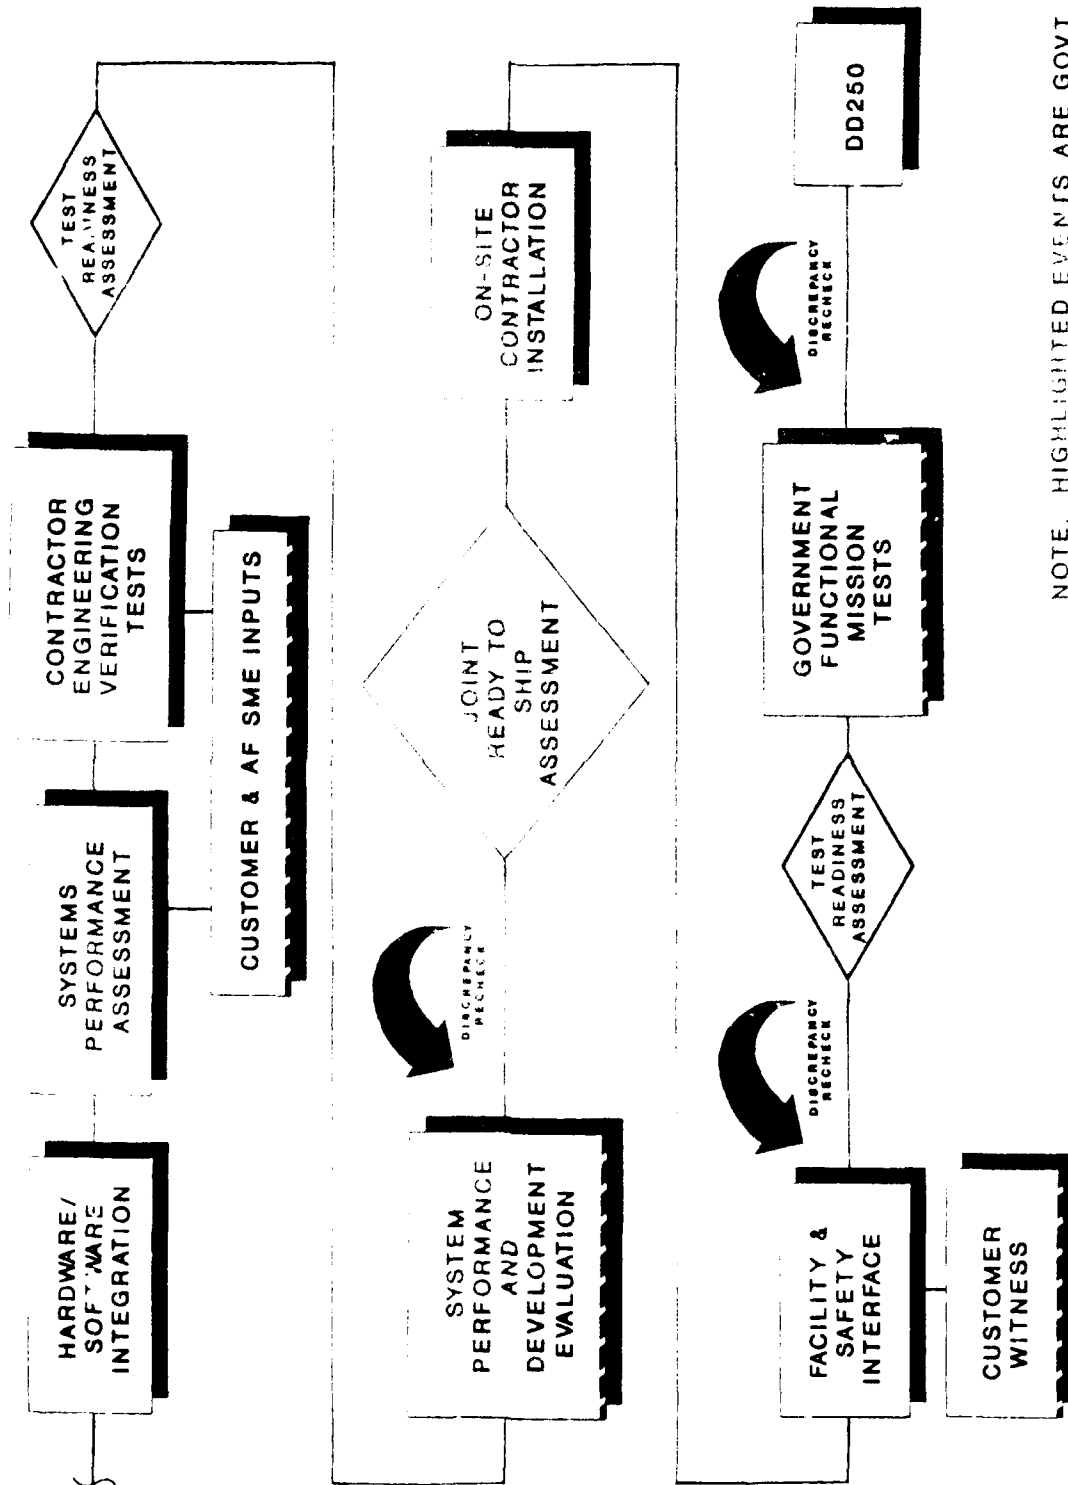 HARDWARE/
SOFTWARE
INTEGRATION
SYSTEMS
PERFORMANCE
ASSESSMENT
CONTRACTOR
ENGINEERING
VERIFICATION
TESTS
TEST
READINESS
ASSESSMENT
CUSTOMER & AF SME INPUTS
SYSTEM
PERFORMANCE
AND
DEVELOPMENT
EVALUATION
DISCREPANCY
RECHECK
JOINT
READY TO
SHIP
ASSESSMENT
ON-SITE
CONTRACTOR
INSTALLATION
FACILITY &
SAFETY
INTERFACE
CUSTOMER
WITNESS
DISCREPANCY
RECHECK
TEST
READINESS
ASSESSMENT
GOVERNMENT
FUNCTIONAL
MISSION
TESTS
DISCREPANCY
RECHECK
DD250
NOTE. HIGHLIGHTED EVENTS ARE GOVT